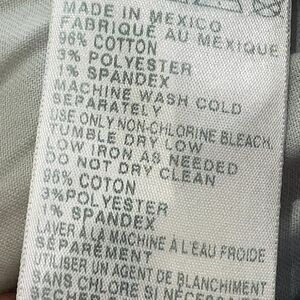 MADE IN MEXICO
FABRIQUÉ AU MEXIQUE
96% COTTON
3% POLYESTER
1% SPANDEX
MACHINE WASH COLD
SEPARATELY
USE ONLY NON-CHLORINE BLEACH.
TUMBLE DRY LOW
LOW IRON AS NEEDED
DO NOT DRY CLEAN
96% COTON
3%POLYESTER
1% SPANDEX
LAVER À LA MACHINE À L'EAU FROIDE
SÉPARÉMENT
UTILISER UN AGENT DE BLANCHIMENT
SANS CHLORE SI NÉCESS